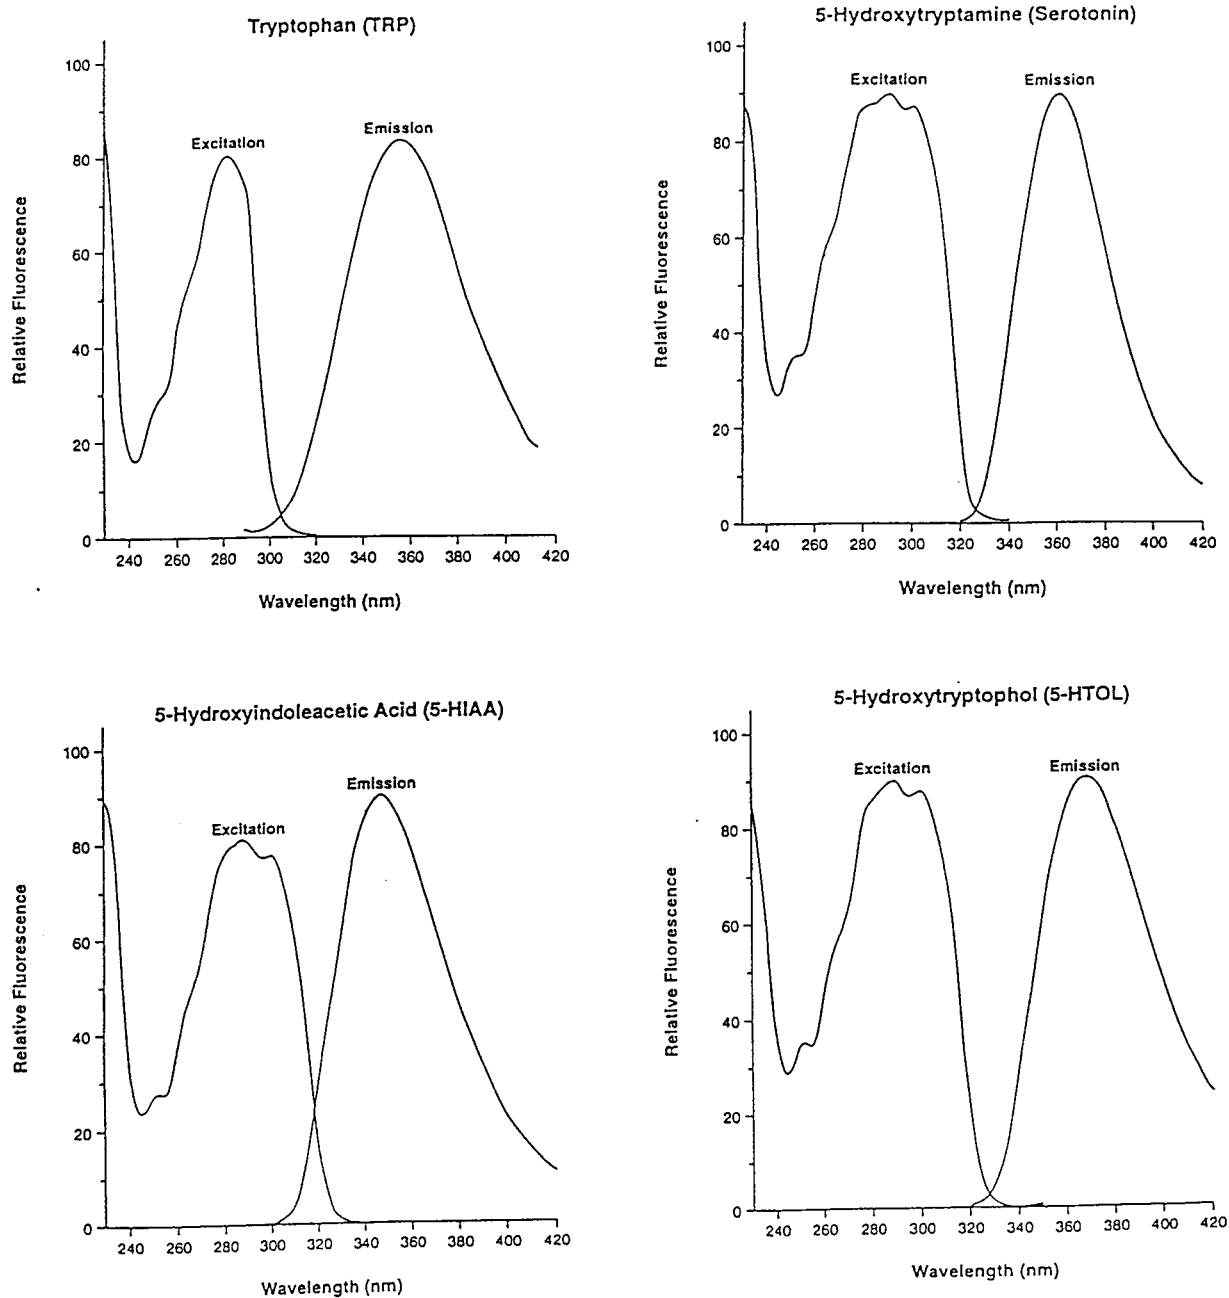 Tryptophan (TRP)
Relative Fluorescence
100
80
60
40
20
0
Excitation
Emission
240 260 280 300 320 340 360 380 400 420
Wavelength (nm)
5-Hydroxytryptamine (Serotonin)
Relative Fluorescence
100
80
60
40
20
0
Excitation
Emission
240 260 280 300 320 340 360 380 400 420
Wavelength (nm)
5-Hydroxyindoleacetic Acid (5-HIAA)
Relative Fluorescence
100
80
60
40
20
0
Excitation
Emission
240 260 280 300 320 340 360 380 400 420
Wavelength (nm)
5-Hydroxytryptophol (5-HTOL)
Relative Fluorescence
100
80
60
40
20
0
Excitation
Emission
240 260 280 300 320 340 360 380 400 420
Wavelength (nm)